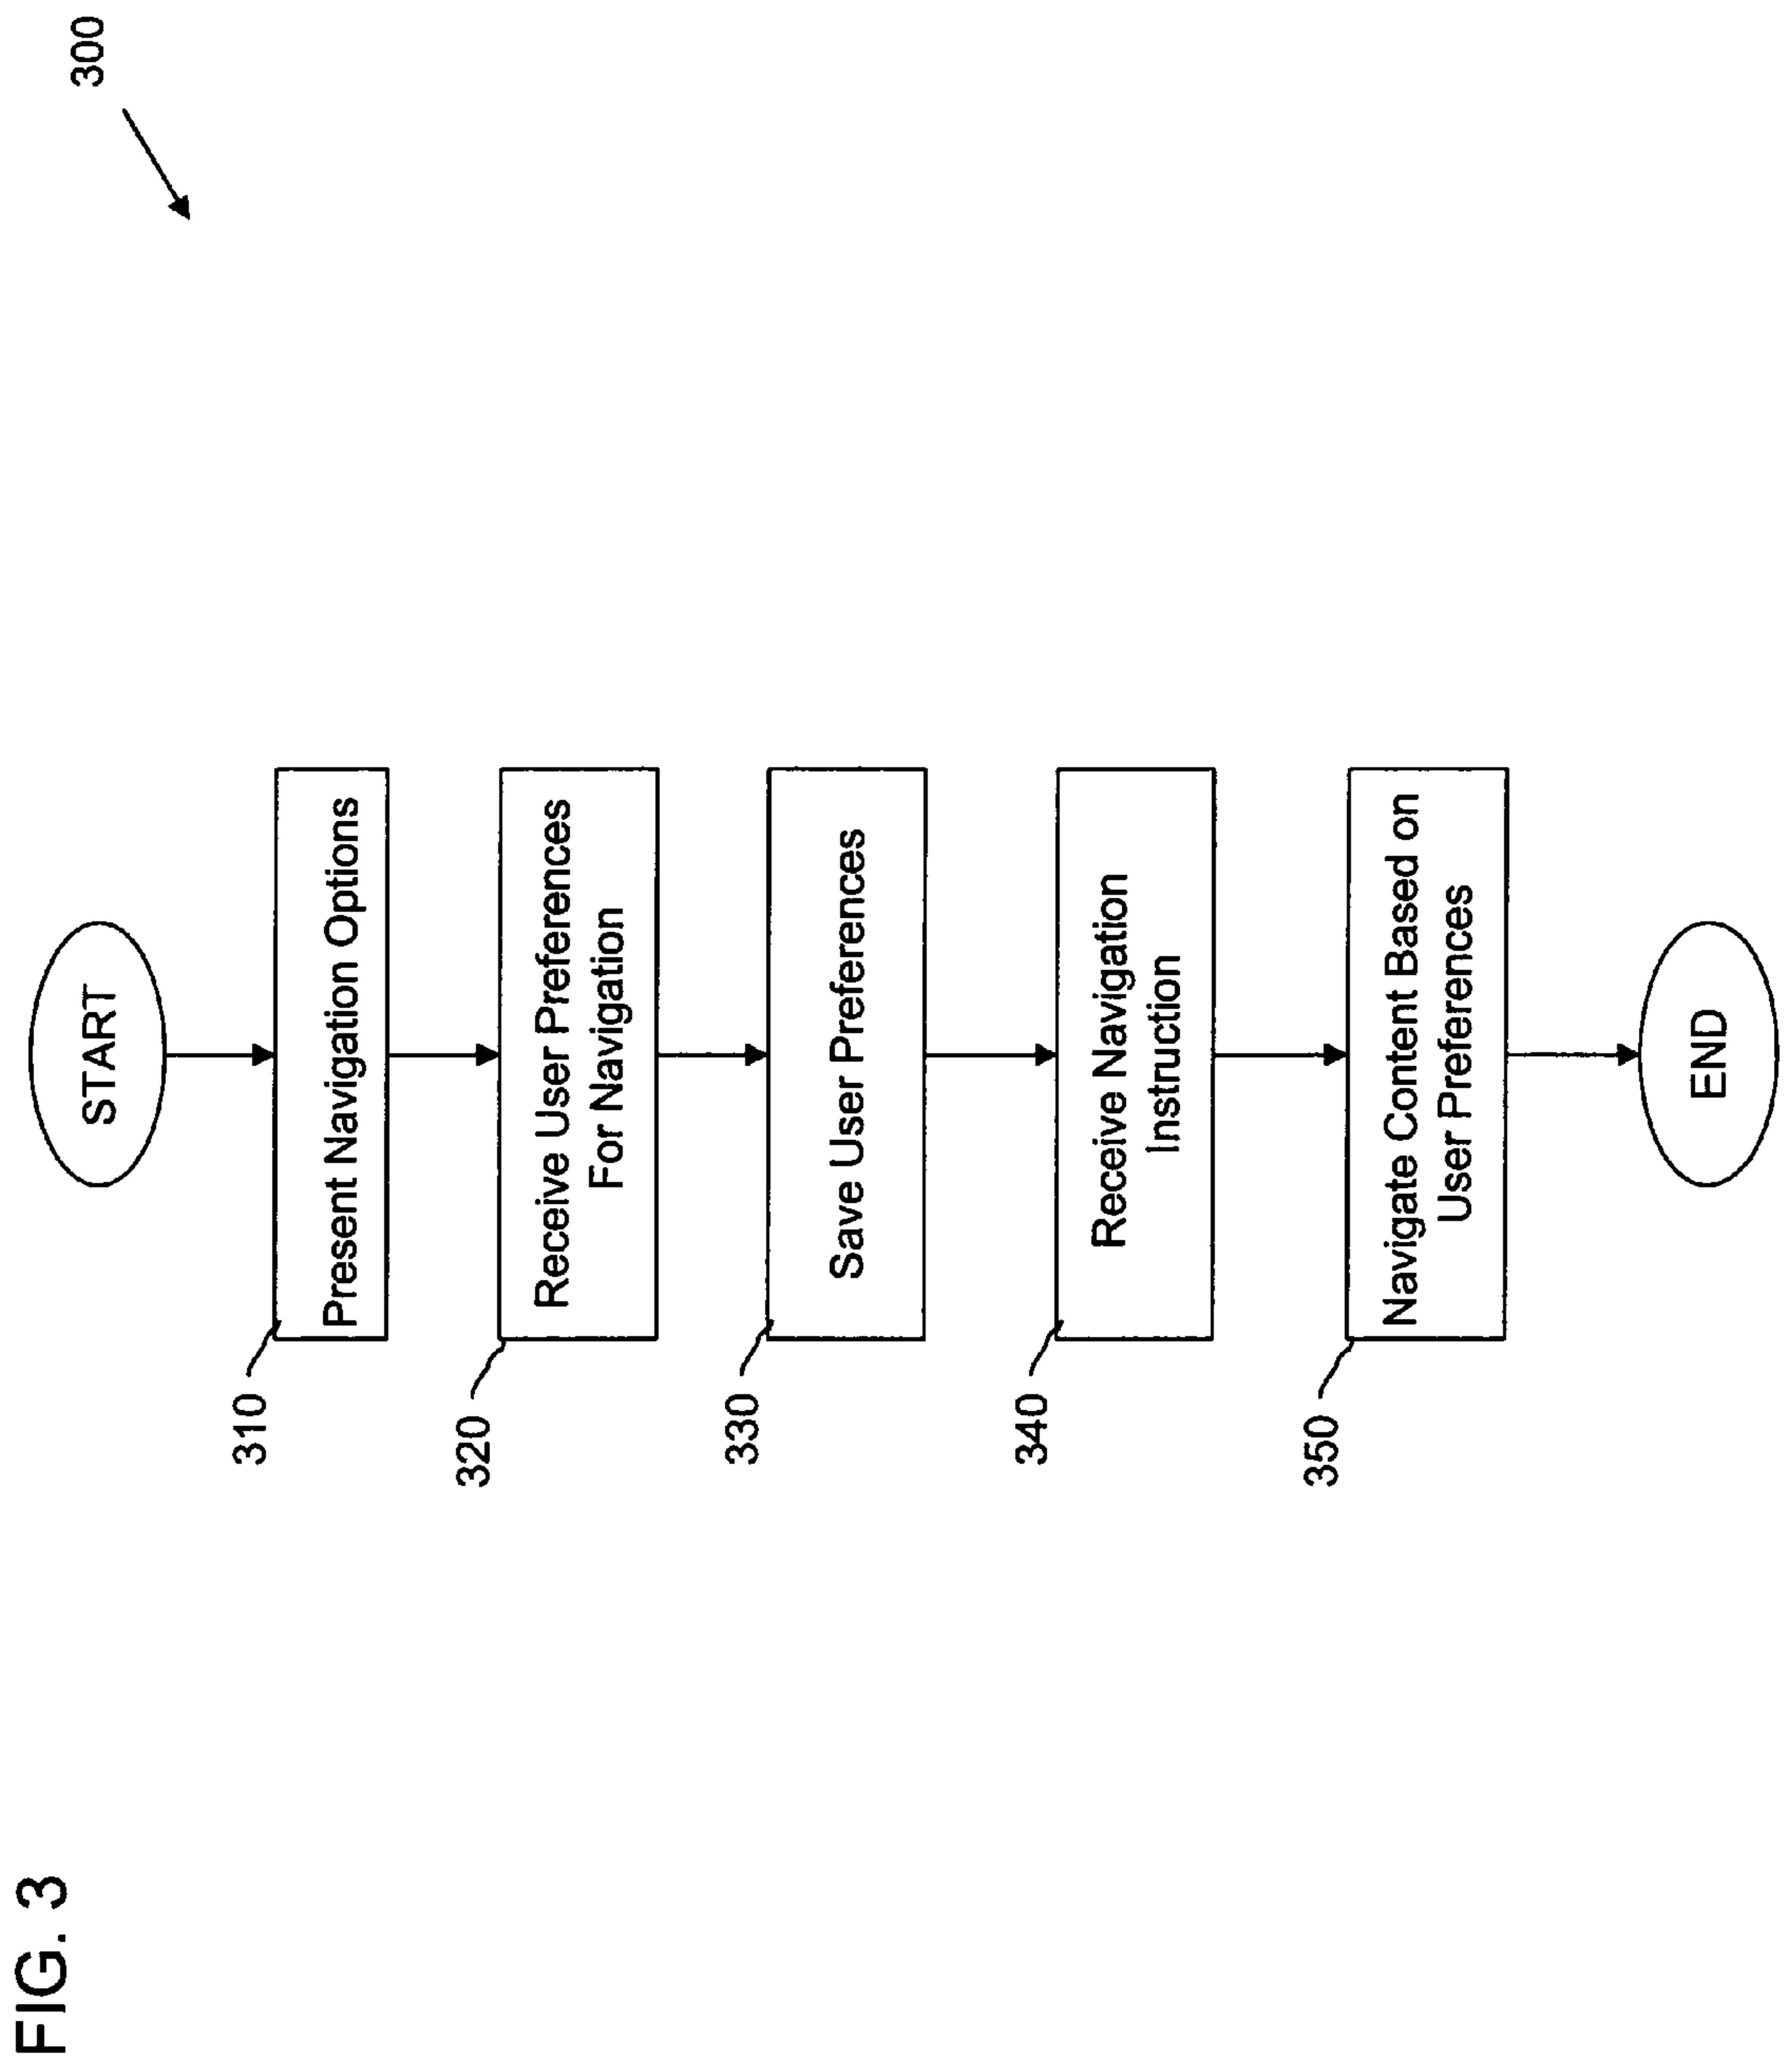 FIG. 3
300
START
310
Present Navigation Options
320
Receive User Preferences
For Navigation
330
Save User Preferences
340
Receive Navigation
Instruction
350
Navigate Content Based on
User Preferences
END